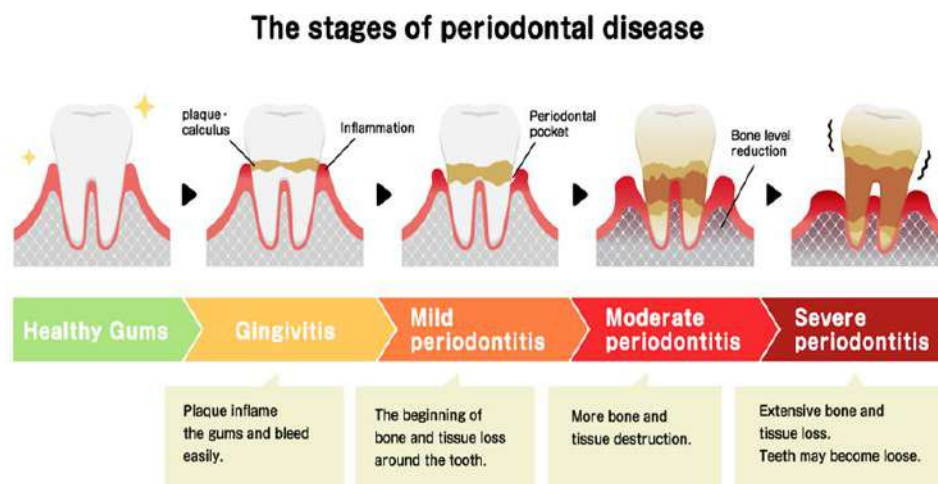 The stages of periodontal disease
plaque・
calculus
Inflammation
Periodontal
pocket
Bone level
reduction
Healthy Gums
Gingivitis
Mild
periodontitis
Moderate
periodontitis
Severe
periodontitis
Plaque inflame
the gums and bleed
easily.
The beginning of
bone and tissue loss
around the tooth.
More bone and
tissue destruction.
Extensive bone and
tissue loss.
Teeth may become loose.